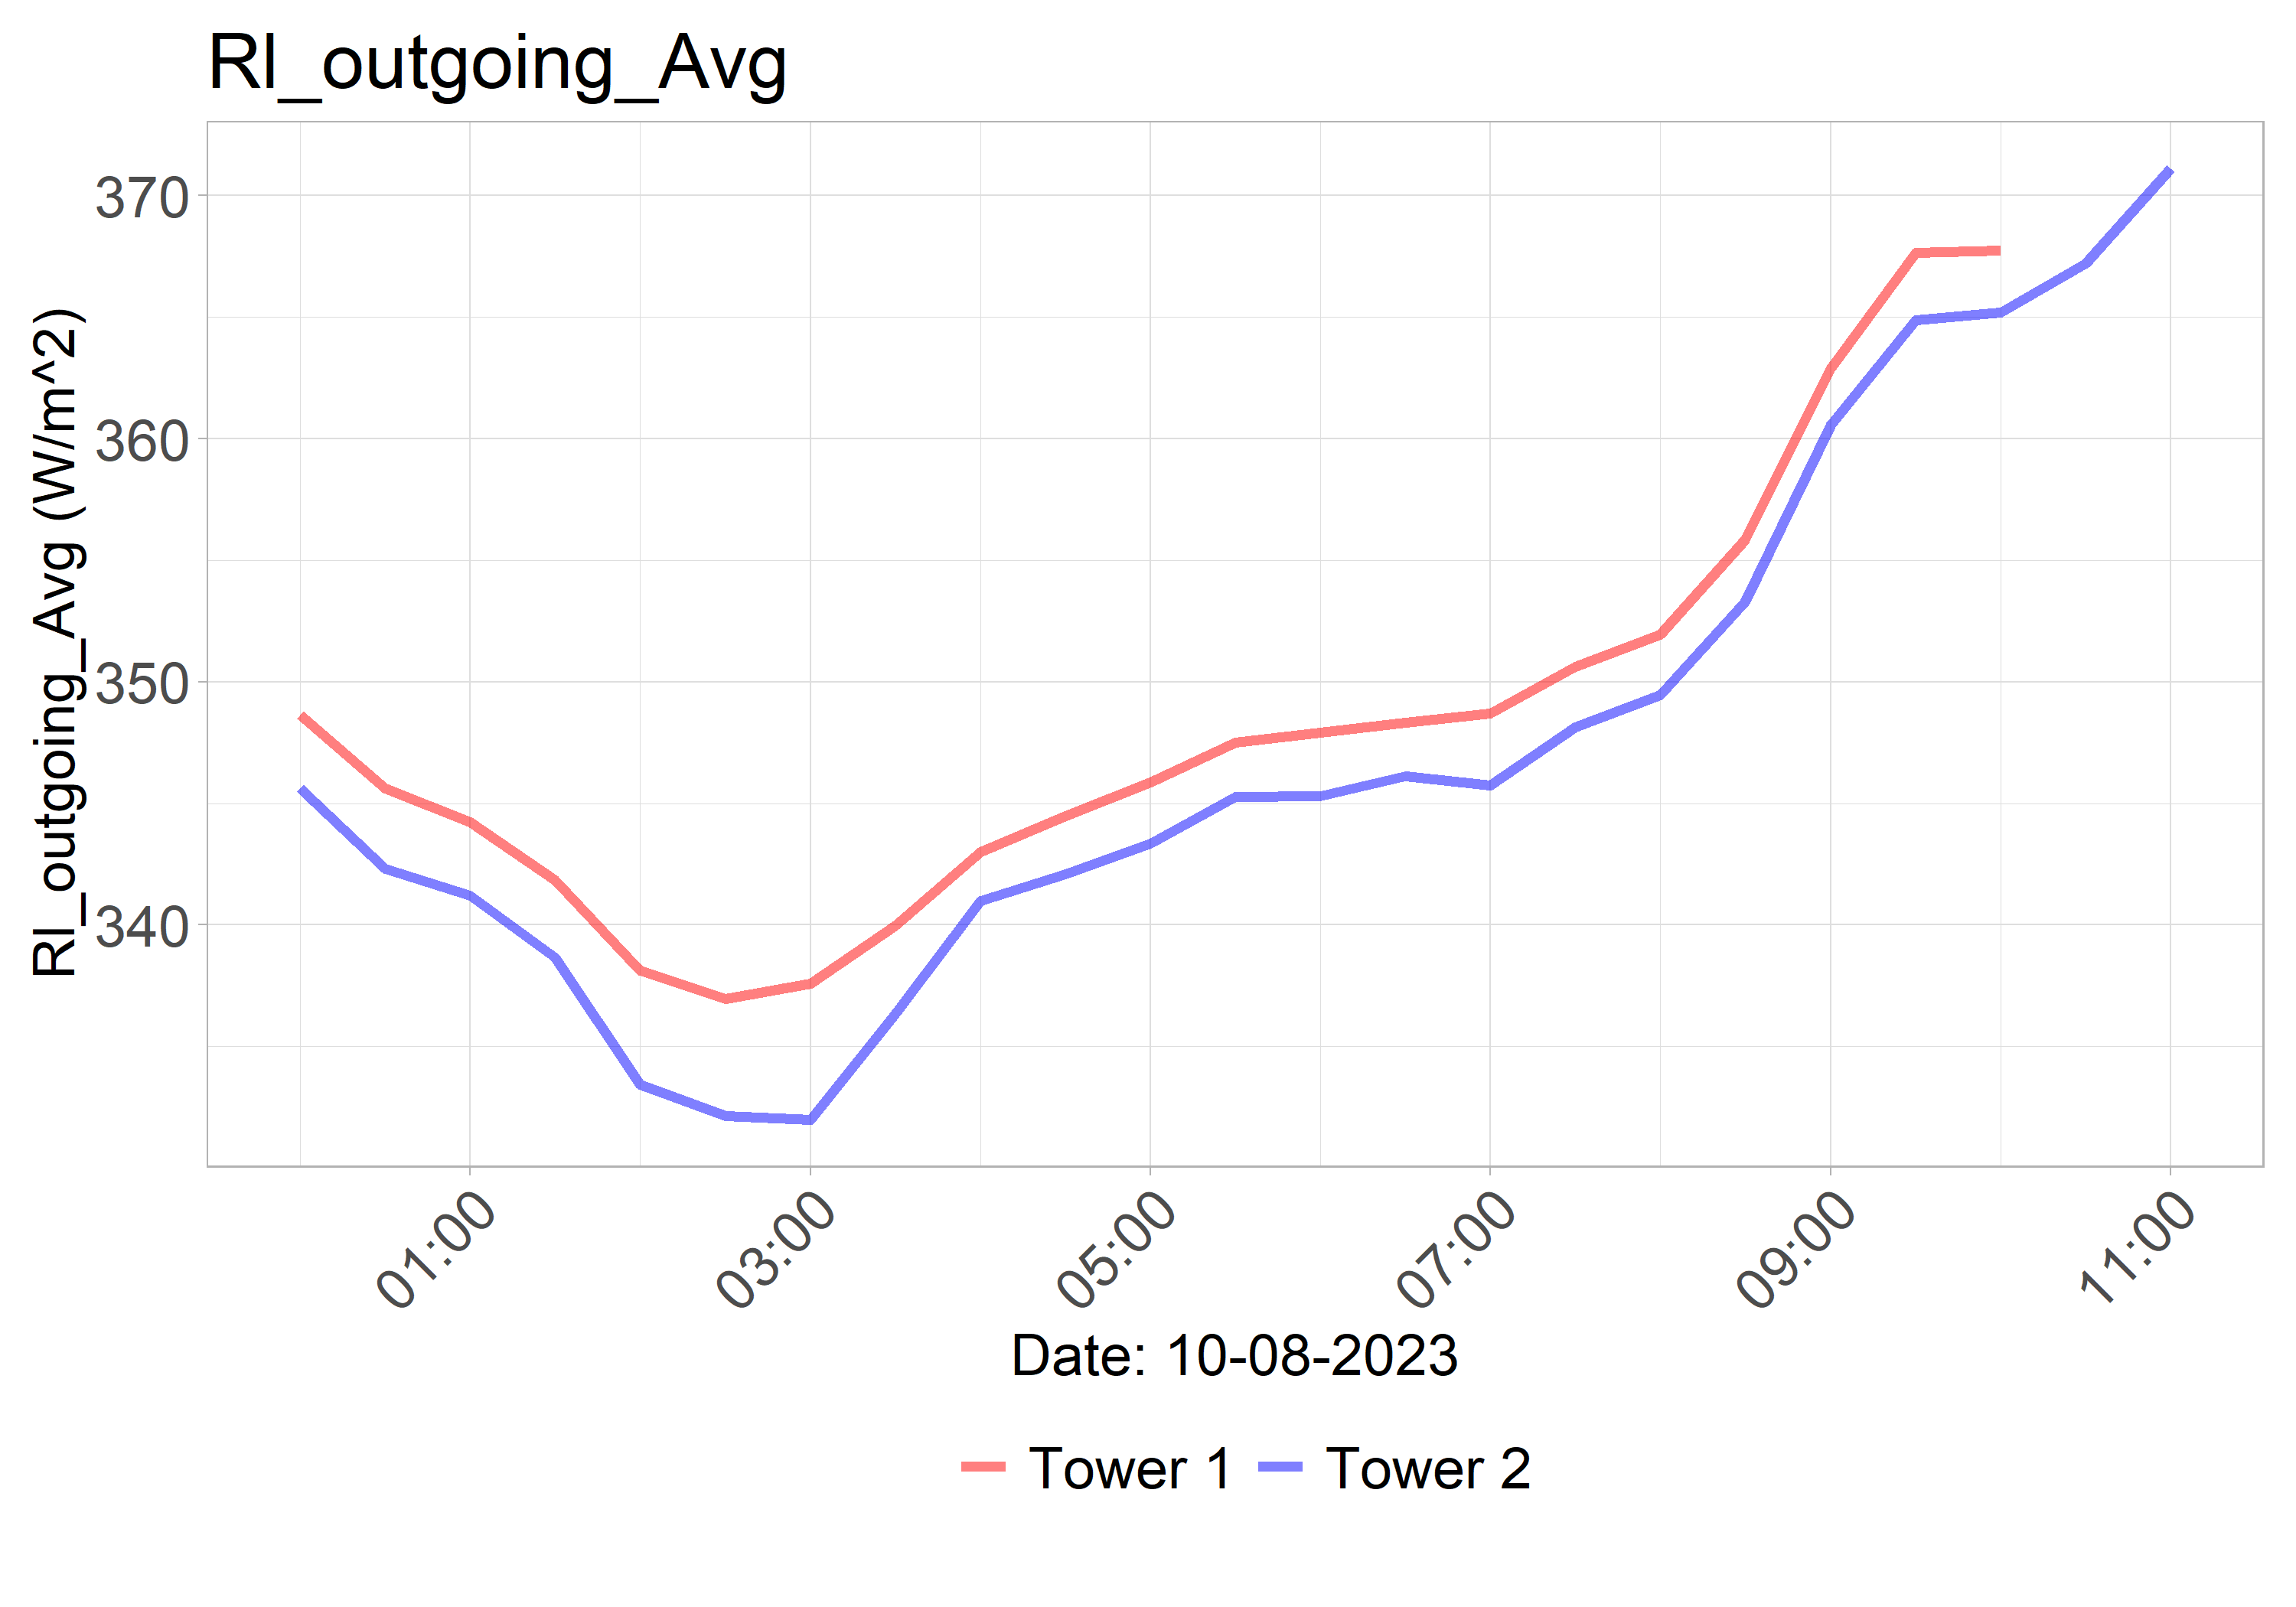 Rl_outgoing_Avg
Rl_outgoing_Avg (W/m^2)
370
360
350
340
01:00 03:00 05:00 07:00 09:00 11:00
Date: 10-08-2023
Tower 1 Tower 2